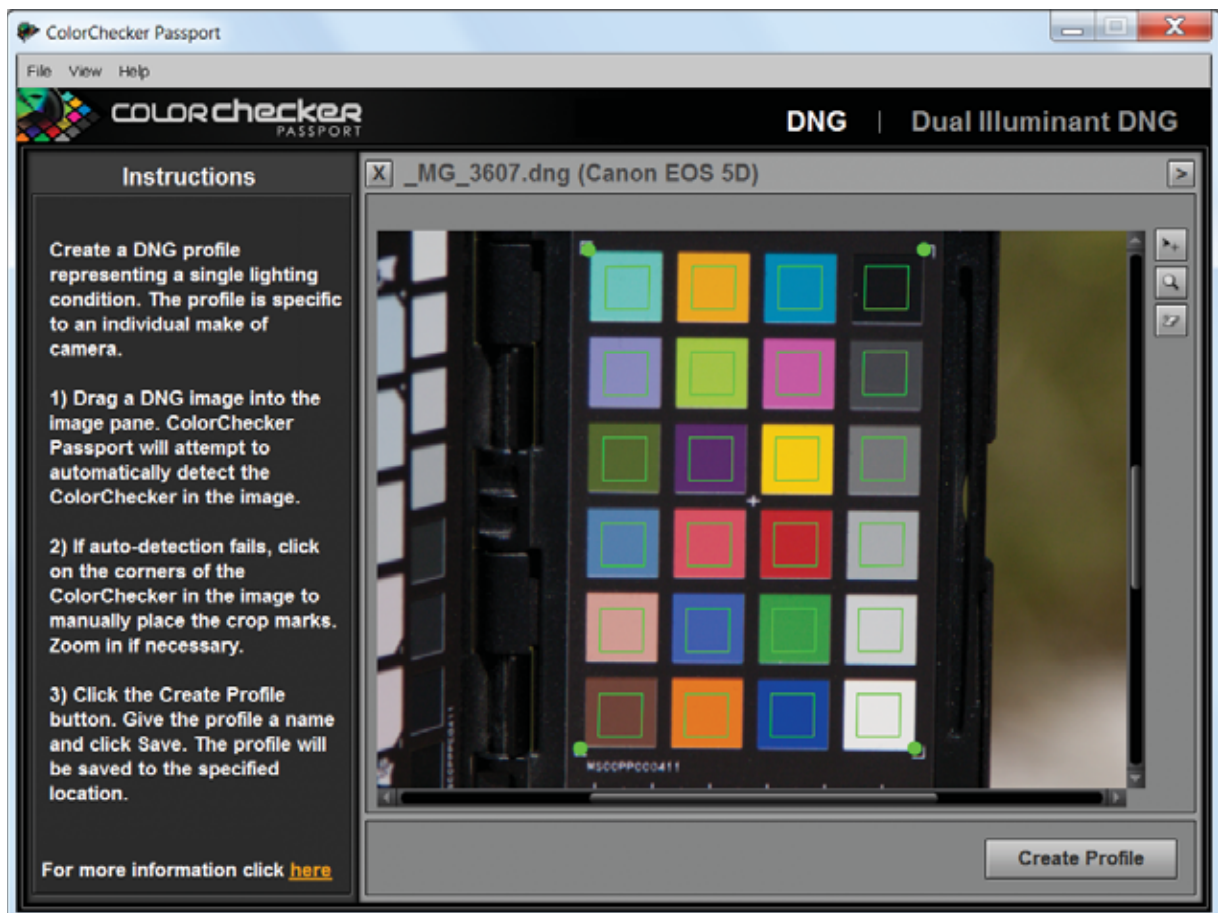 ColorChecker Passport
File View Help
COLOR checker
PASSPORT
DNG | Dual Illuminant DNG
Instructions
X _MG_3607.dng (Canon EOS 5D) >
Create a DNG profile
representing a single lighting
condition. The profile is specific
to an individual make of
camera.
1) Drag a DNG image into the
image pane. ColorChecker
Passport will attempt to
automatically detect the
ColorChecker in the image.
2) If auto-detection fails, click
on the corners of the
ColorChecker in the image to
manually place the crop marks.
Zoom in if necessary.
3) Click the Create Profile
button. Give the profile a name
and click Save. The profile will
be saved to the specified
location.
For more information click here
MSCCPPCC0411
Create Profile